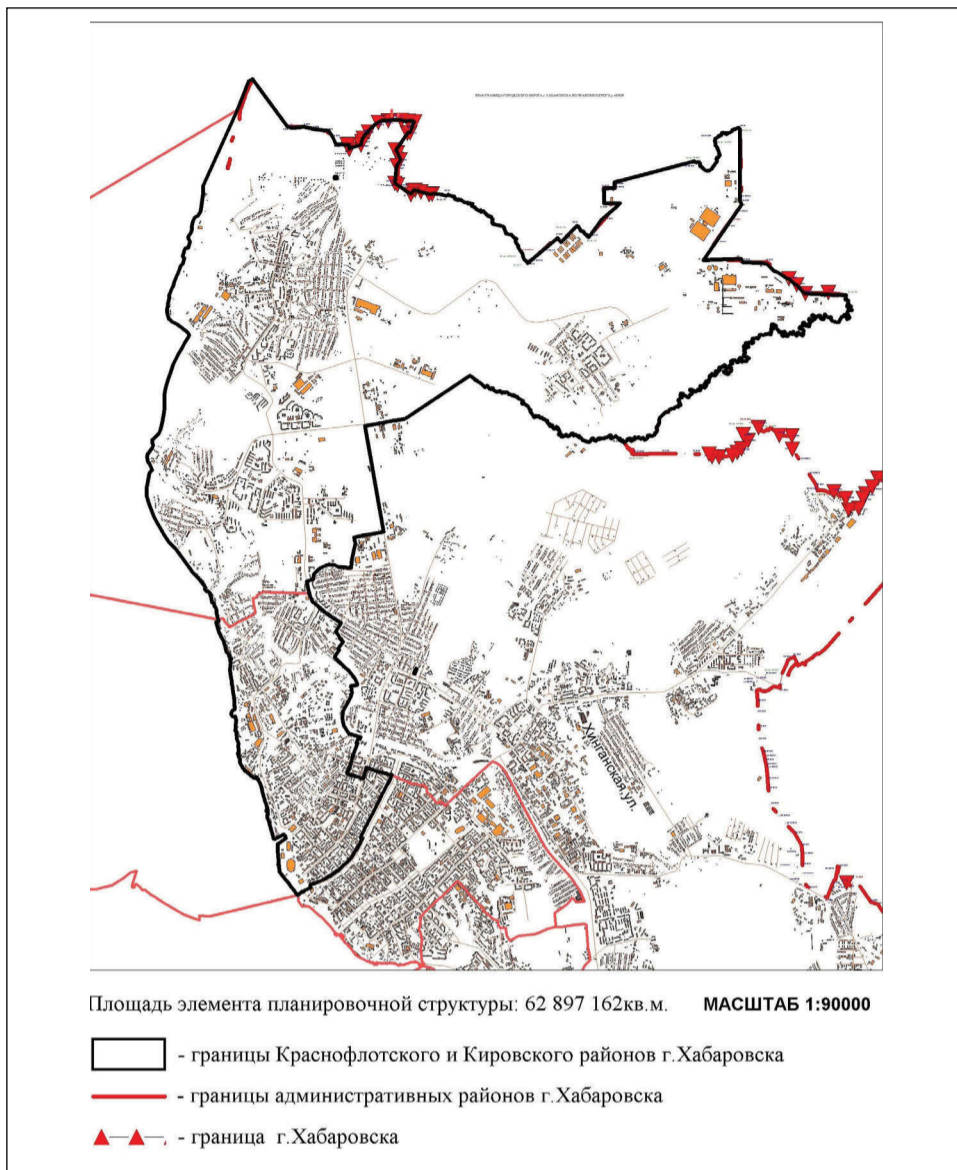 Хинганская ул.
Площадь элемента планировочной структуры: 62 897 162кв.м. МАСШТАБ 1:90000
- границы Краснофлотского и Кировского районов г.Хабаровска
- границы административных районов г.Хабаровска
- граница г.Хабаровска